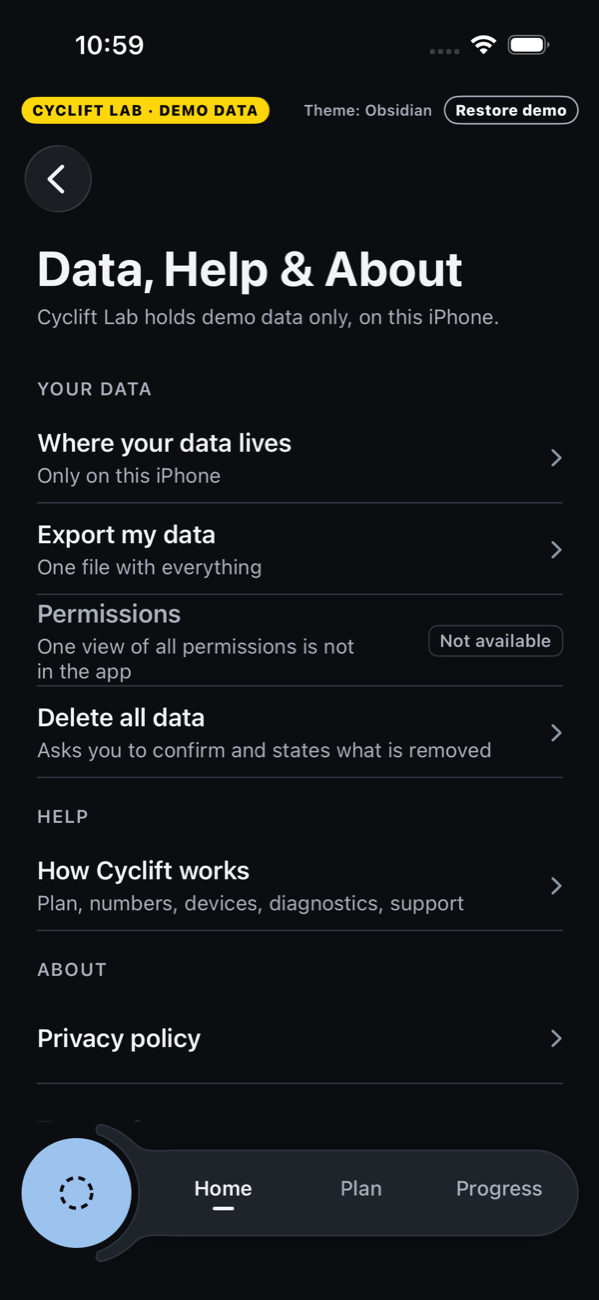 10:59
CYCLIFT LAB · DEMO DATA
Theme: Obsidian
Restore demo
Data, Help & About
Cyclift Lab holds demo data only, on this iPhone.
YOUR DATA
Where your data lives
Only on this iPhone
Export my data
One file with everything
Permissions
One view of all permissions is not
in the app
Not available
Delete all data
Asks you to confirm and states what is removed
HELP
How Cyclift works
Plan, numbers, devices, diagnostics, support
ABOUT
Privacy policy
Home
Plan
Progress